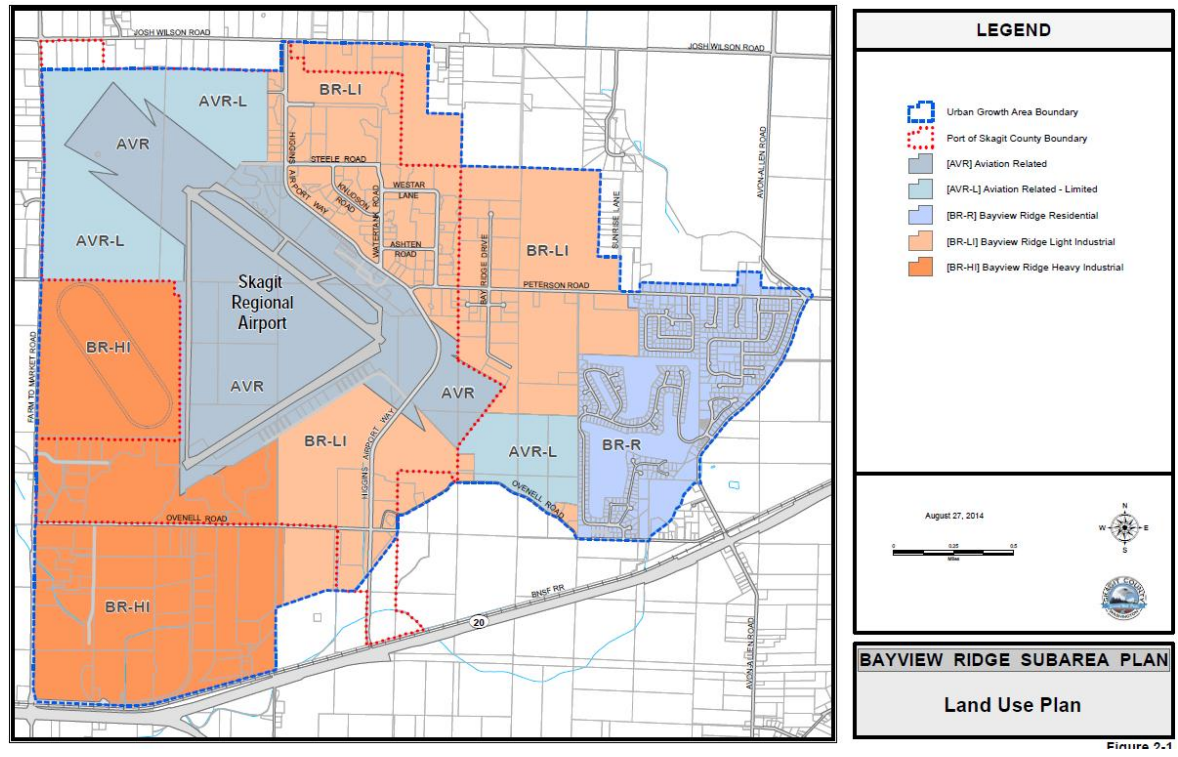 JOSH WILSON ROAD
JOSH WILSON ROAD
BR-LI
AVR-L
AVR
HIGGINS AIRPORT WAY
STEELE ROAD
KNUDSON
ROAD
WATERTANK ROAD
WESTAR
LANE
ASHTEN
ROAD
BAY RIDGE DRIVE
BR-LI
SUNRISE LANE
AVON-ALLEN ROAD
AVR-L
PETERSON ROAD
Skagit
Regional
Airport
FARM TO MARKET ROAD
BR-HI
AVR
AVR
BR-LI
HIGGINS AIRPORT WAY
AVR-L
BR-R
OVENELL ROAD
OVENELL ROAD
BR-HI
BNSF RR
20
AVON-ALLEN ROAD
LEGEND
Urban Growth Area Boundary
Port of Skagit County Boundary
[AVR] Aviation Related
[AVR-L] Aviation Related - Limited
[BR-R] Bayview Ridge Residential
[BR-LI] Bayview Ridge Light Industrial
[BR-HI] Bayview Ridge Heavy Industrial
August 27, 2014
N
W E
S
0 0.25 0.5
Miles
SKAGIT COUNTY
BAYVIEW RIDGE SUBAREA PLAN
Land Use Plan
Figure 2-1